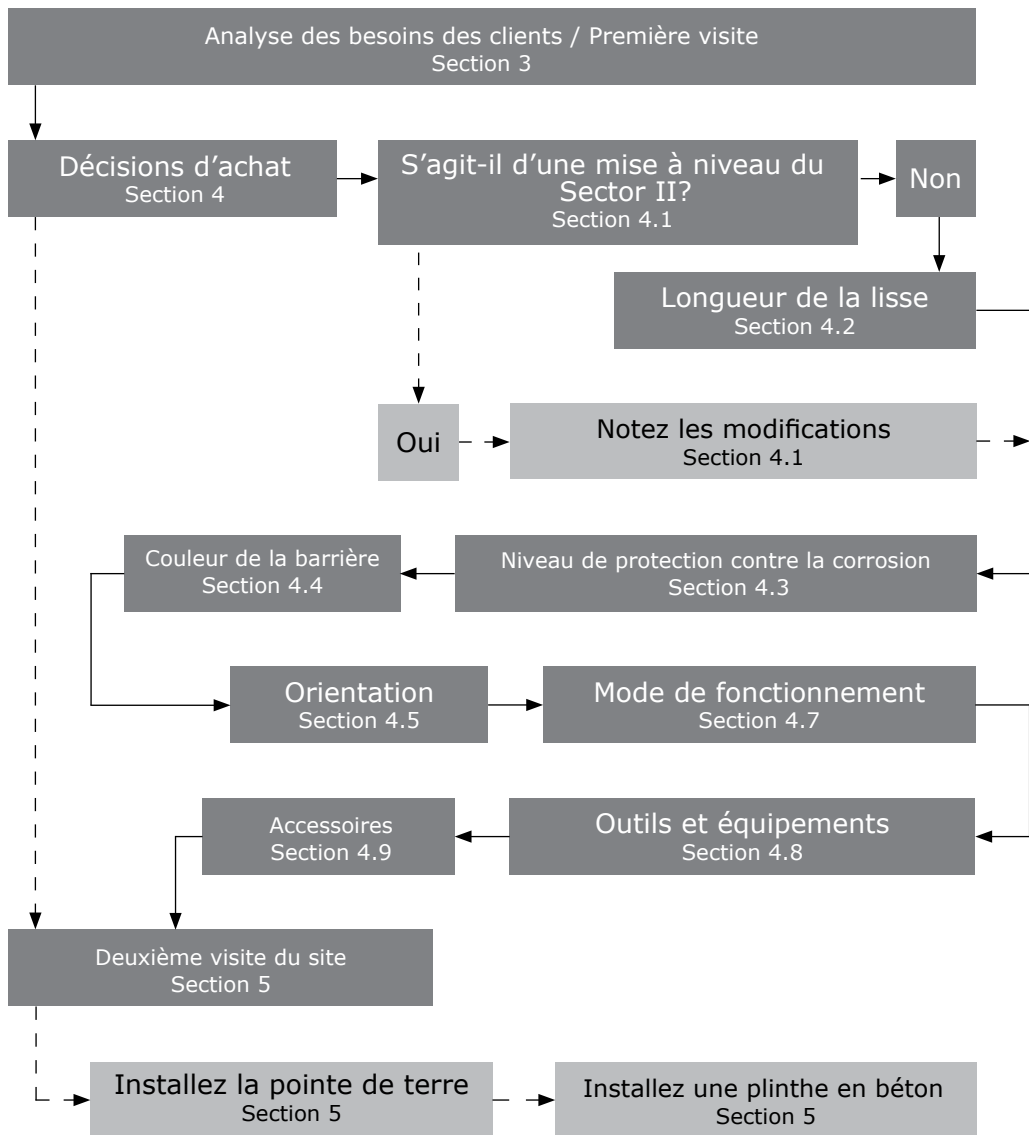 Analyse des besoins des clients / Première visite
Section 3
Décisions d’achat
Section 4
S’agit-il d’une mise à niveau du
Sector II?
Section 4.1
Non
Longueur de la lisse
Section 4.2
Oui
Notez les modifications
Section 4.1
Couleur de la barrière
Section 4.4
Niveau de protection contre la corrosion
Section 4.3
Orientation
Section 4.5
Mode de fonctionnement
Section 4.7
Accessoires
Section 4.9
Outils et équipements
Section 4.8
Deuxième visite du site
Section 5
Installez la pointe de terre
Section 5
Installez une plinthe en béton
Section 5